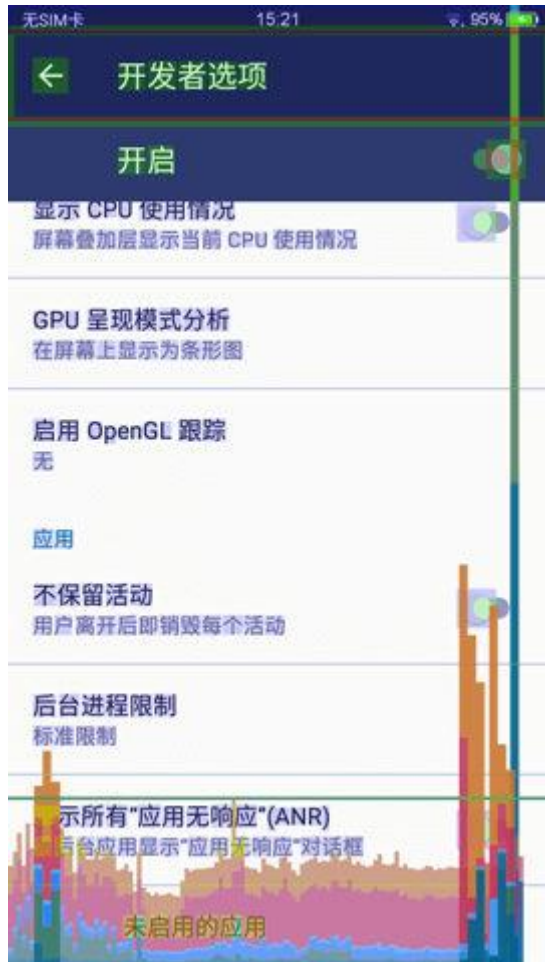 无SIM卡 15:21 95%
开发者选项
开启
显示 CPU 使用情况
屏幕叠加层显示当前 CPU 使用情况
GPU 呈现模式分析
在屏幕上显示为条形图
启用 OpenGL 跟踪
无
应用
不保留活动
用户离开后即销毁每个活动
后台进程限制
标准限制
示所有“应用无响应”(ANR)
后台应用显示“应用无响应”对话框
未启用的应用